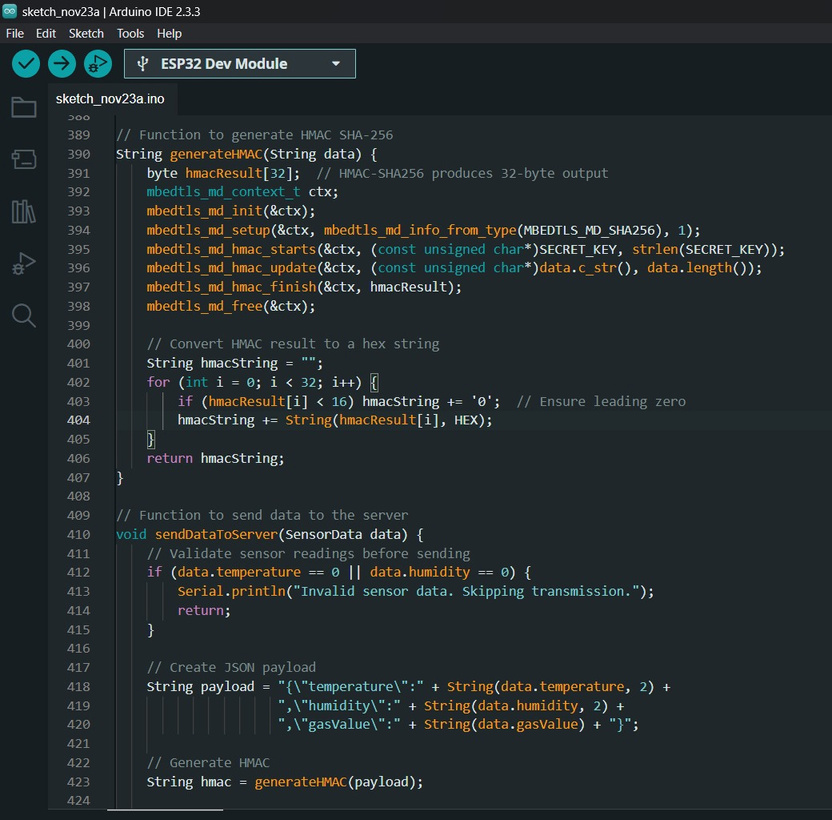 sketch_nov23a | Arduino IDE 2.3.3
File Edit Sketch Tools Help
ESP32 Dev Module
sketch_nov23a.ino
388
389 // Function to generate HMAC SHA-256
390 String generateHMAC(String data) {
391     byte hmacResult[32];  // HMAC-SHA256 produces 32-byte output
392     mbedtls_md_context_t ctx;
393     mbedtls_md_init(&ctx);
394     mbedtls_md_setup(&ctx, mbedtls_md_info_from_type(MBEDTLS_MD_SHA256), 1);
395     mbedtls_md_hmac_starts(&ctx, (const unsigned char*)SECRET_KEY, strlen(SECRET_KEY));
396     mbedtls_md_hmac_update(&ctx, (const unsigned char*)data.c_str(), data.length());
397     mbedtls_md_hmac_finish(&ctx, hmacResult);
398     mbedtls_md_free(&ctx);
399
400     // Convert HMAC result to a hex string
401     String hmacString = "";
402     for (int i = 0; i < 32; i++) {
403         if (hmacResult[i] < 16) hmacString += '0';  // Ensure leading zero
404         hmacString += String(hmacResult[i], HEX);
405     }
406     return hmacString;
407 }
408
409 // Function to send data to the server
410 void sendDataToServer(SensorData data) {
411     // Validate sensor readings before sending
412     if (data.temperature == 0 || data.humidity == 0) {
413         Serial.println("Invalid sensor data. Skipping transmission.");
414         return;
415     }
416
417     // Create JSON payload
418     String payload = "{\"temperature\":" + String(data.temperature, 2) +
419                      ",\"humidity\":" + String(data.humidity, 2) +
420                      ",\"gasValue\":" + String(data.gasValue) + "}";
421
422     // Generate HMAC
423     String hmac = generateHMAC(payload);
424